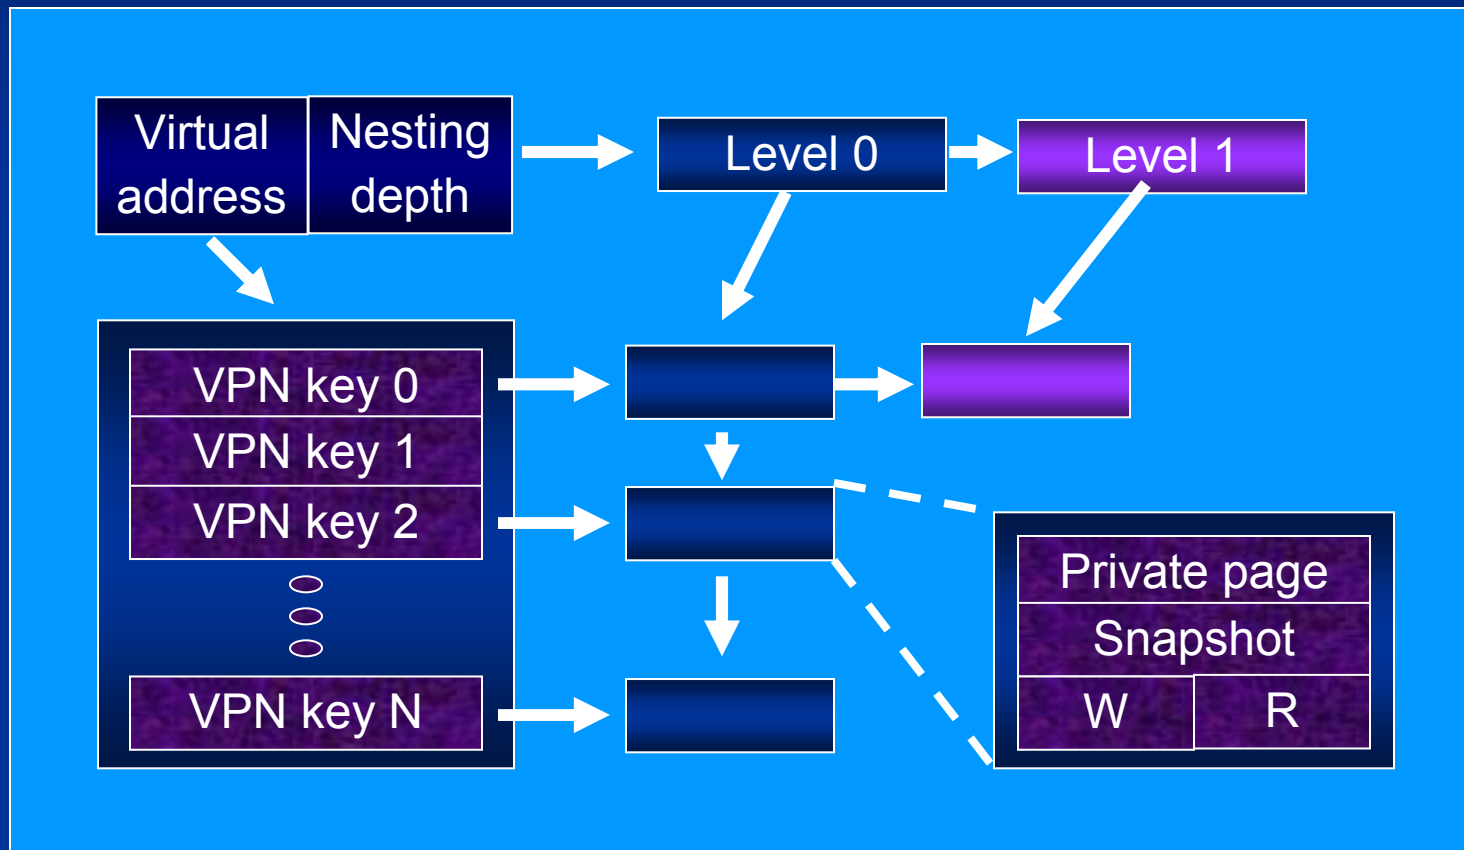 Virtual
address
Nesting
depth
Level 0
Level 1
VPN key 0
VPN key 1
VPN key 2
VPN key N
Private page
Snapshot
W
R